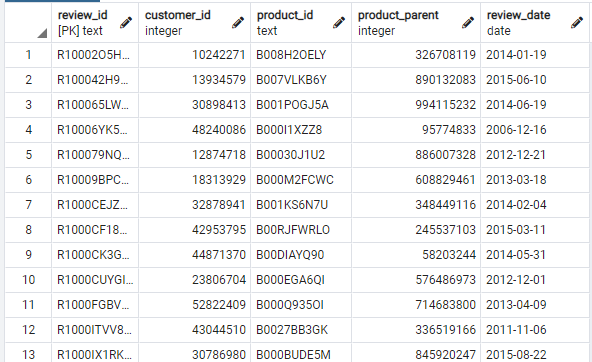 review_id customer_id product_id product_parent review_date
[PK] text integer text integer date
1 R10002O5H... 10242271 B008H2OELY 326708119 2014-01-19
2 R100042H9... 13934579 B007VLKB6Y 890132083 2015-06-10
3 R100065LW... 30898413 B001POGJ5A 994115232 2014-06-19
4 R10006YK5... 48240086 B000I1XZZ8 95774833 2006-12-16
5 R100079NQ... 12874718 B00030J1U2 886007328 2012-12-21
6 R10009BPC... 18313929 B000M2FCWC 608829461 2013-03-18
7 R1000CEJZ... 32878941 B001KS6N7U 348449116 2014-02-04
8 R1000CF18... 42953795 B00RJFWRLO 245537103 2015-03-11
9 R1000CK3G... 44871370 B00DIAYQ90 58203244 2014-05-31
10 R1000CUYGI... 23806704 B000EGA6QI 576486973 2012-12-01
11 R1000FGBV... 52822409 B000Q935OI 714683800 2013-04-09
12 R1000ITVV8... 43044510 B0027BB3GK 336519166 2011-11-06
13 R1000IX1RK... 30786980 B000BUDE5M 845920247 2015-08-22